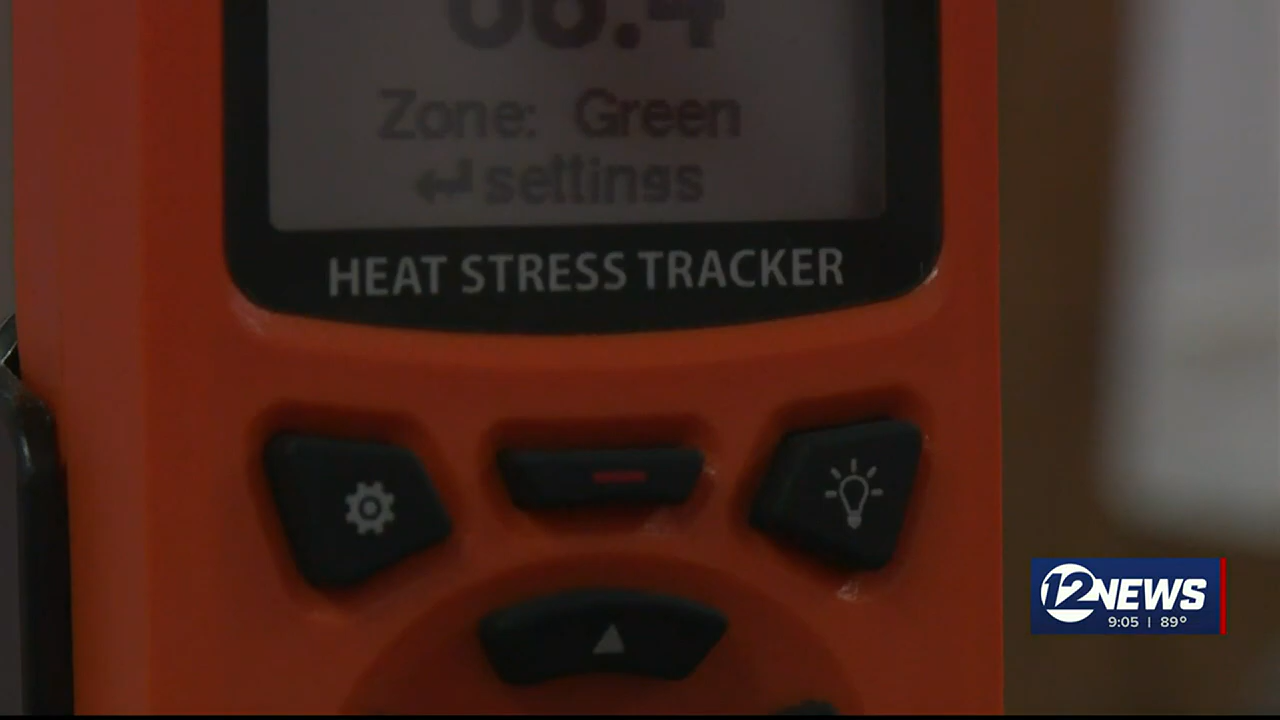 Zone: Green
↵ settings
HEAT STRESS TRACKER
12NEWS
9:05 | 89°